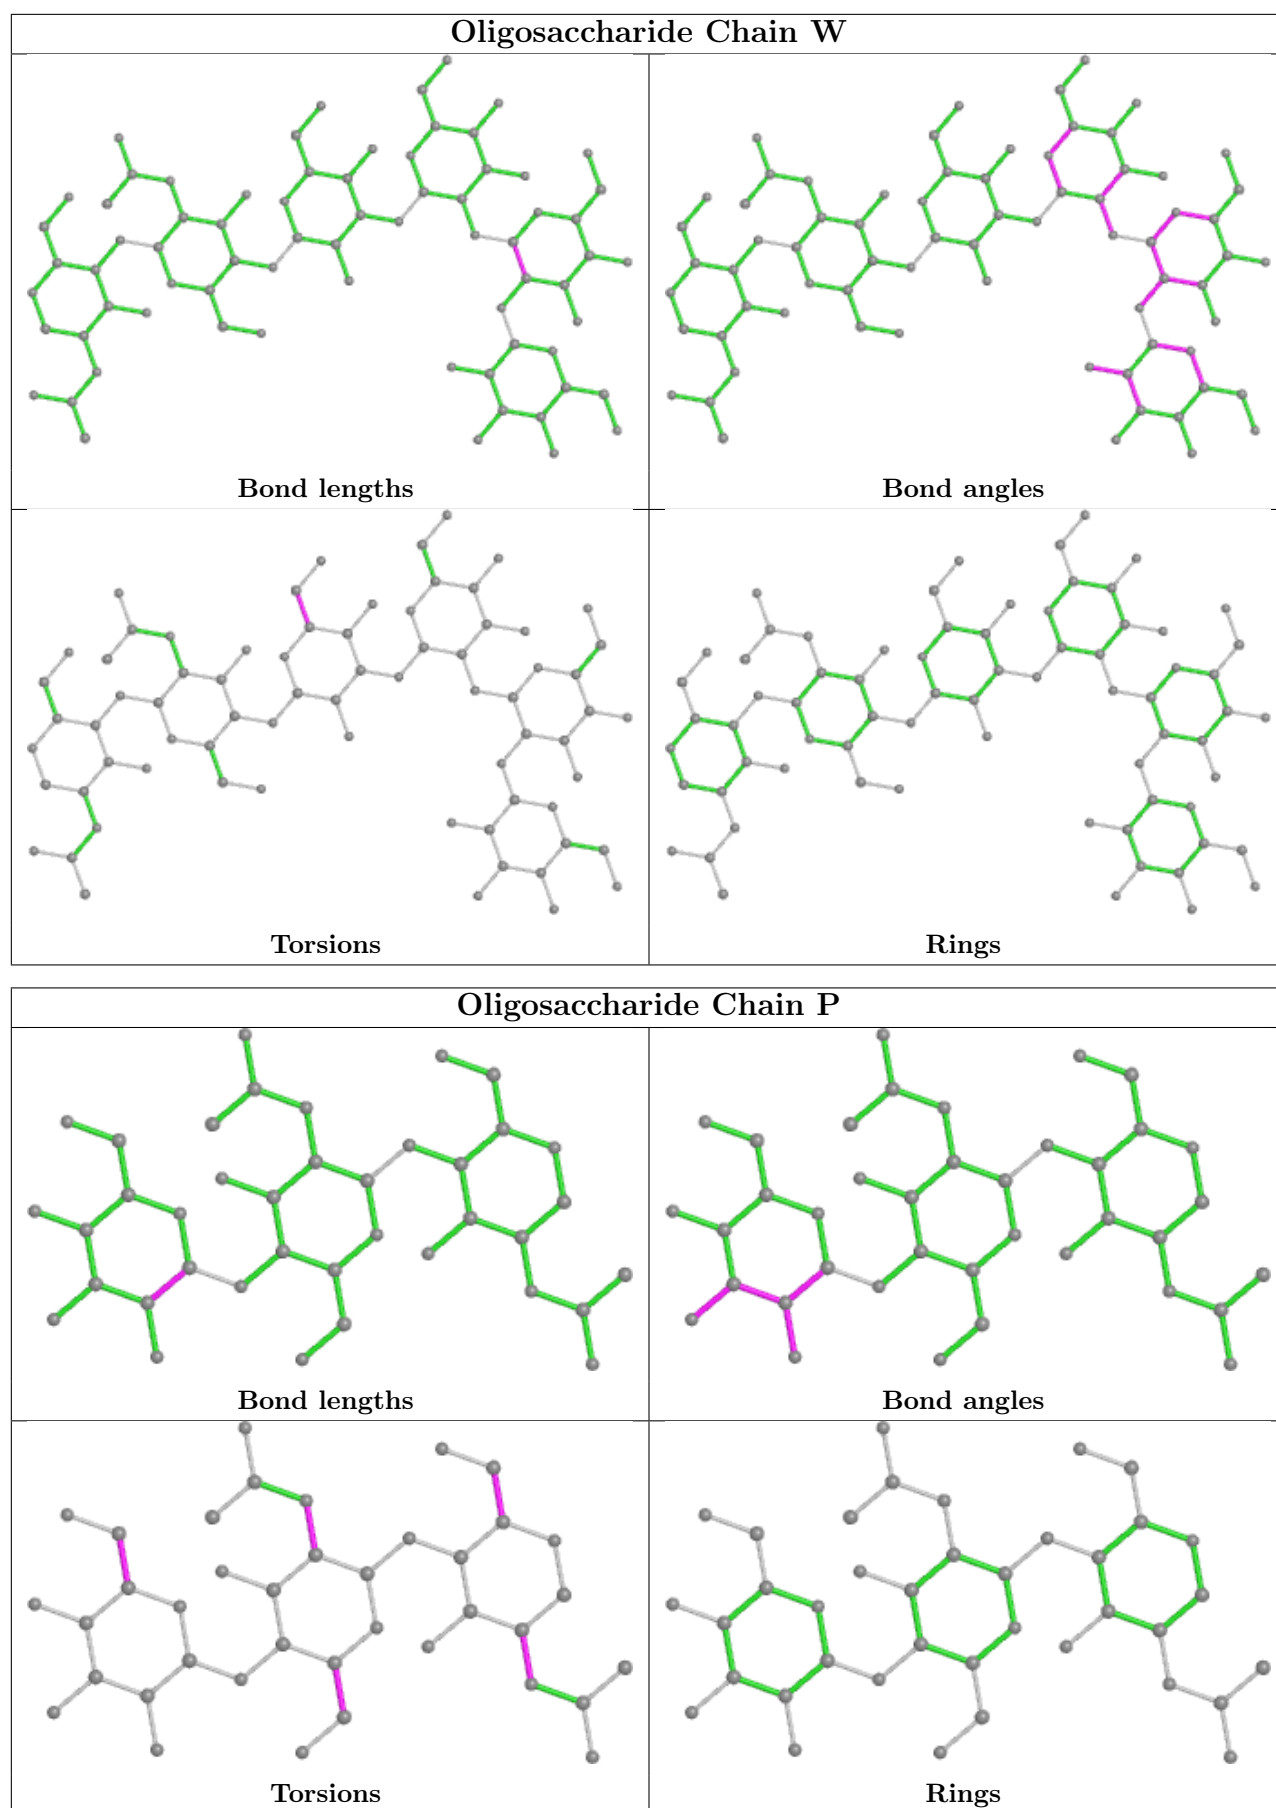 Oligosaccharide Chain W
Bond lengths
Bond angles
Torsions
Rings
Oligosaccharide Chain P
Bond lengths
Bond angles
Torsions
Rings